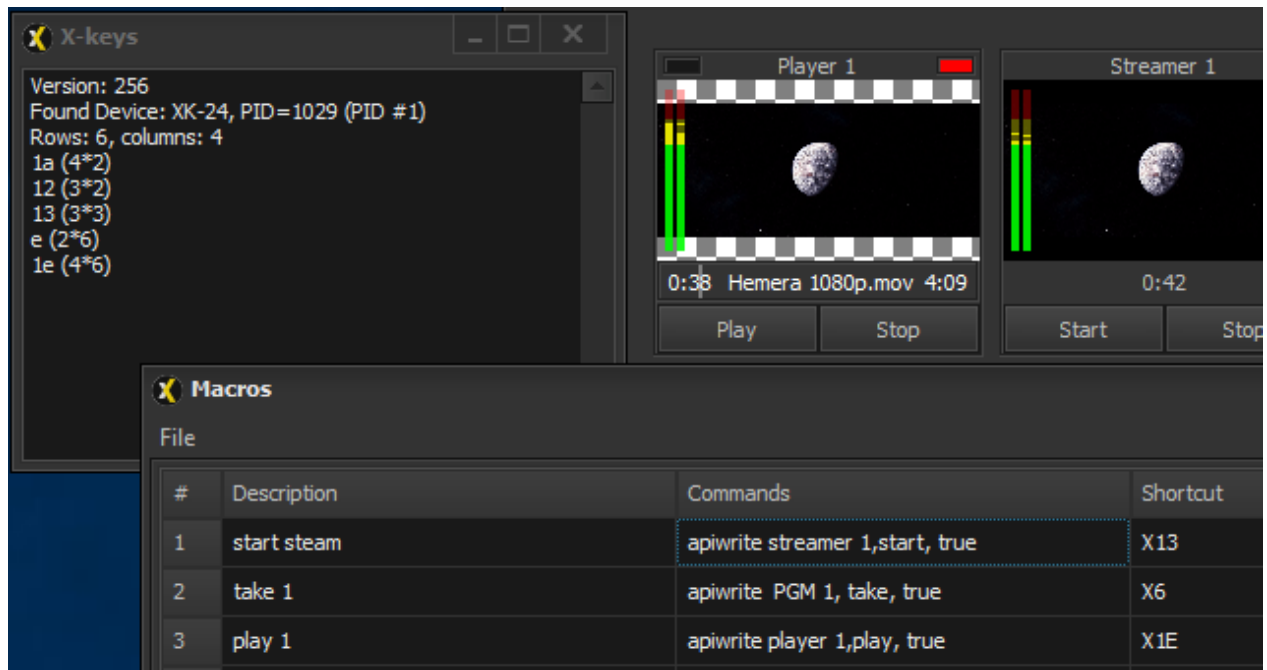 X-keys
Version: 256
Found Device: XK-24, PID=1029 (PID #1)
Rows: 6, columns: 4
1a (4*2)
12 (3*2)
13 (3*3)
e (2*6)
1e (4*6)
Player 1
0:38 Hemera 1080p.mov 4:09
Play Stop
Streamer 1
0:42
Start Stop
Macros
File
# Description Commands Shortcut
1 start steam apiwrite streamer 1,start, true X13
2 take 1 apiwrite PGM 1, take, true X6
3 play 1 apiwrite player 1,play, true X1E